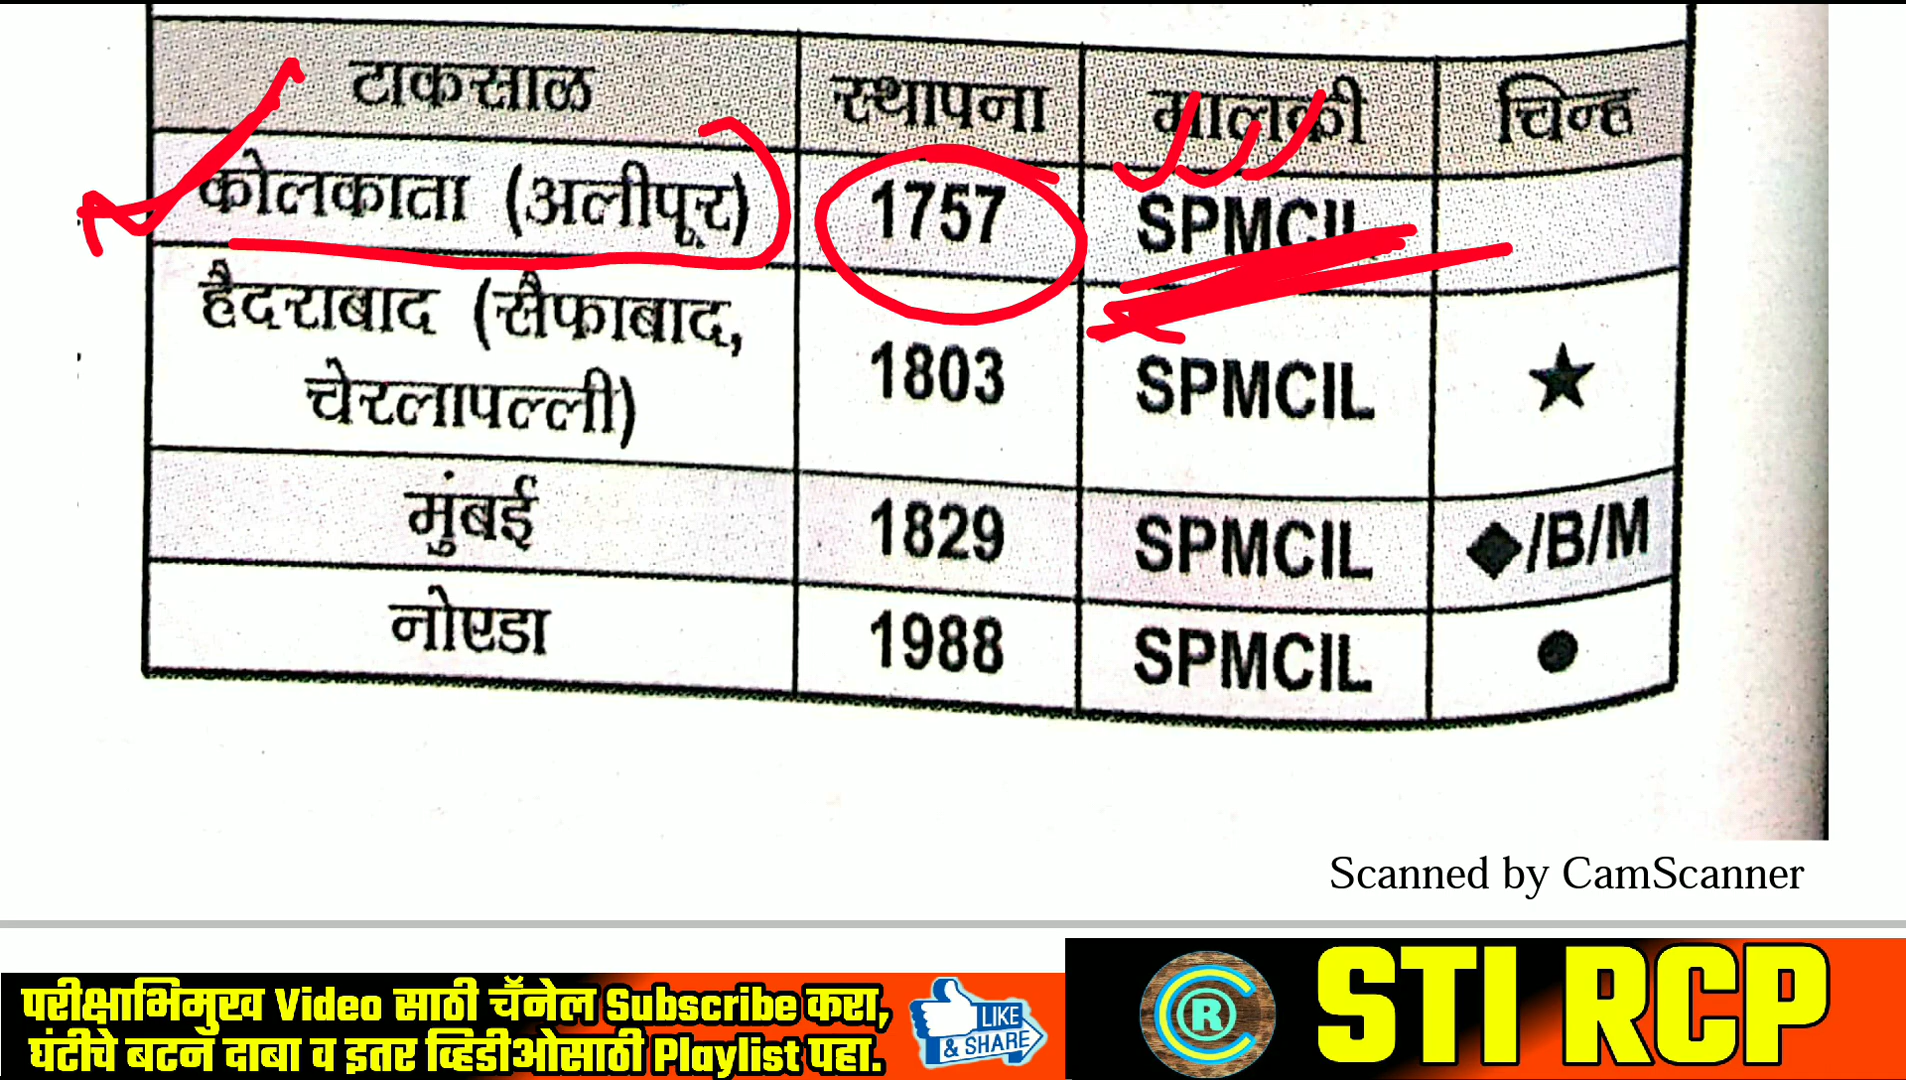 टाकसाळ स्थापना मालकी चिन्ह
कोलकाता (अलीपूर) 1757 SPMCIL
हैदराबाद (सैफाबाद,
चेरलापल्ली) 1803 SPMCIL ★
मुंबई 1829 SPMCIL ◆/B/M
नोएडा 1988 SPMCIL ●
Scanned by CamScanner
परीक्षाभिमुख Video साठी चॅनेल Subscribe करा,
घंटीचे बटन दाबा व इतर व्हिडीओसाठी Playlist पहा.
LIKE
& SHARE
C R
STI RCP